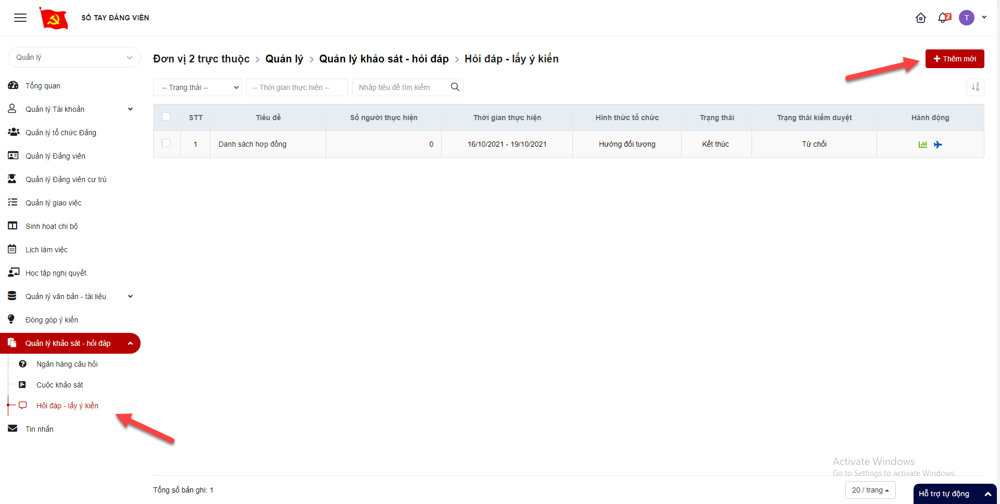 SỔ TAY ĐẢNG VIÊN
2
T
Quản lý
Tổng quan
Quản lý Tài khoản
Quản lý tổ chức Đảng
Quản lý Đảng viên
Quản lý Đảng viên cư trú
Quản lý giao việc
Sinh hoạt chi bộ
Lịch làm việc
Học tập nghị quyết
Quản lý văn bản - tài liệu
Đóng góp ý kiến
Quản lý khảo sát - hỏi đáp
Ngân hàng câu hỏi
Cuộc khảo sát
Hỏi đáp - lấy ý kiến
Tin nhắn
Đơn vị 2 trực thuộc > Quản lý > Quản lý khảo sát - hỏi đáp > Hỏi đáp - lấy ý kiến
+ Thêm mới
-- Trạng thái -- -- Thời gian thực hiện -- Nhập tiêu đề tìm kiếm
STT Tiêu đề Số người thực hiện Thời gian thực hiện Hình thức tổ chức Trạng thái Trạng thái kiểm duyệt Hành động
1 Danh sách hợp đồng 0 16/10/2021 - 19/10/2021 Hướng đối tượng Kết thúc Từ chối
Activate Windows
Go to Settings to activate Windows.
Tổng số bản ghi: 1
20 / trang
Hỗ trợ tự động